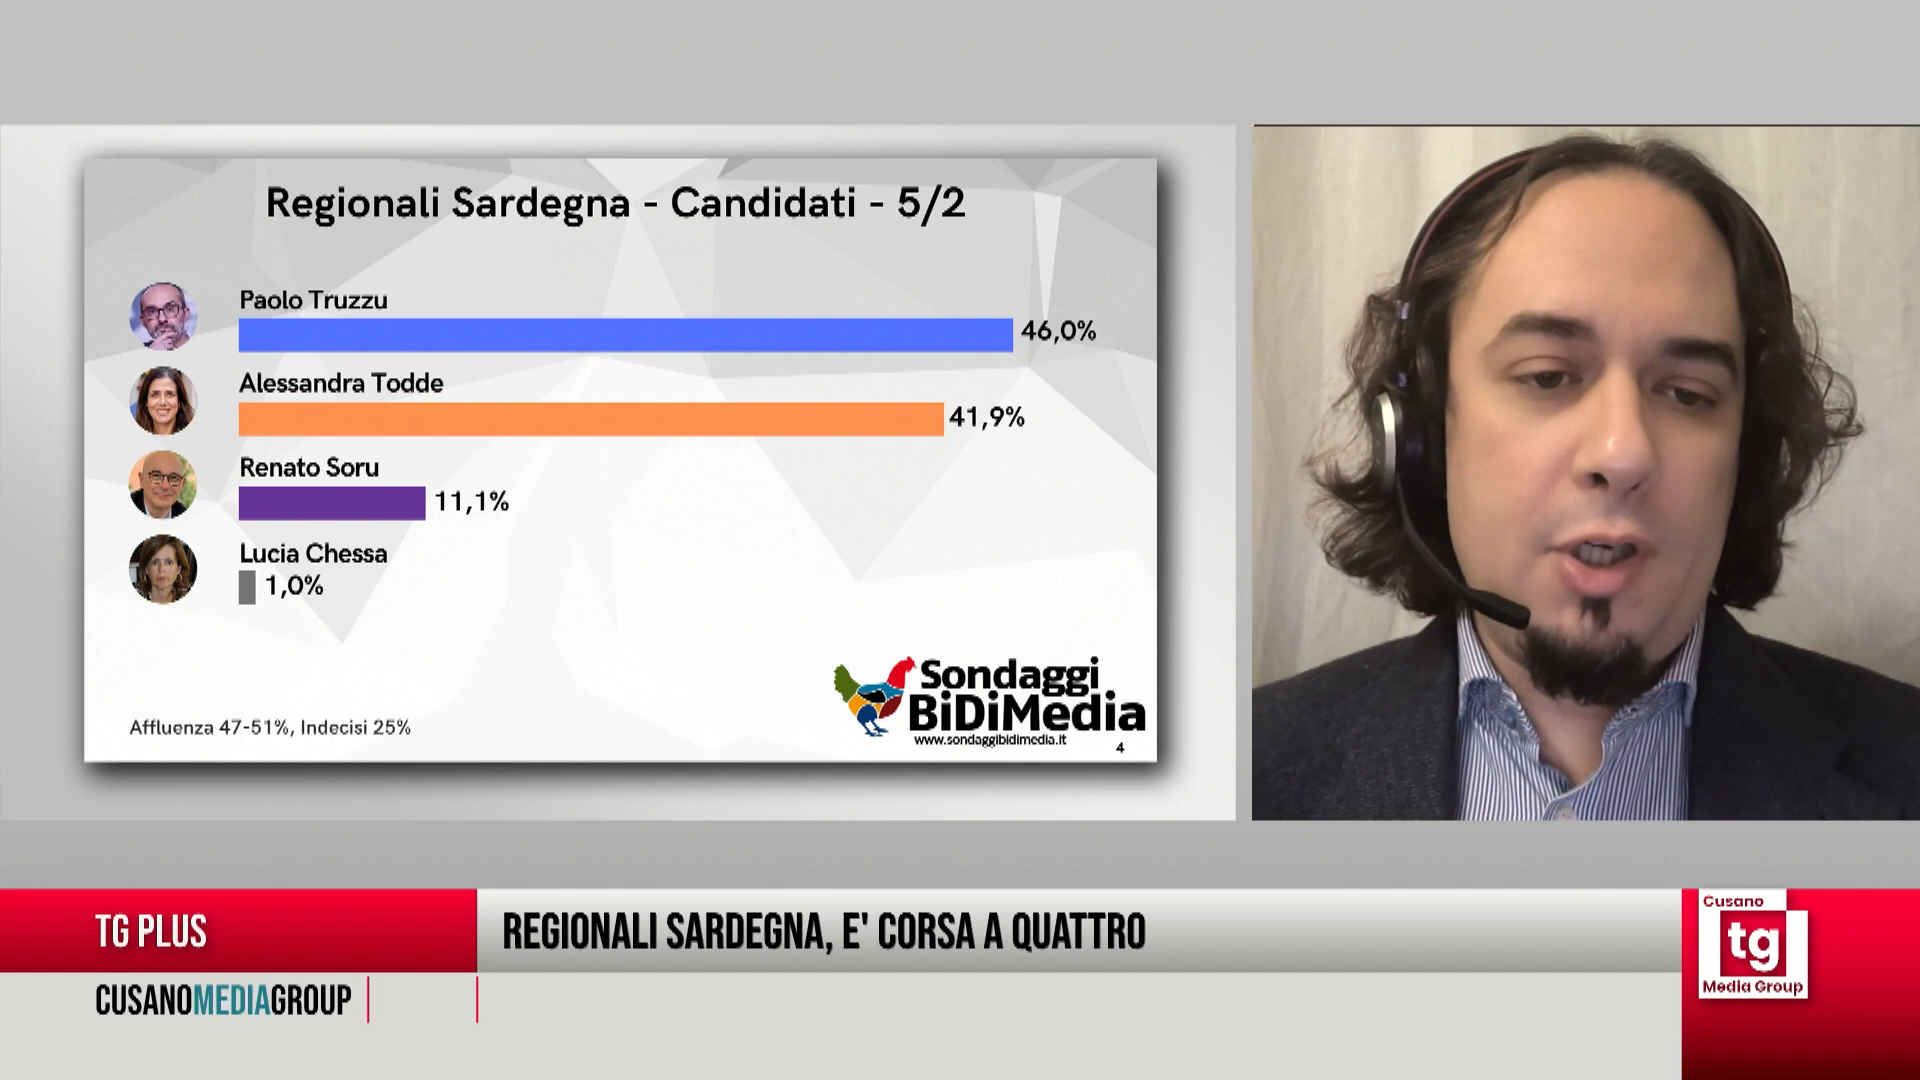 Regionali Sardegna - Candidati - 5/2
Paolo Truzzu
46,0%
Alessandra Todde
41,9%
Renato Soru
11,1%
Lucia Chessa
1,0%
Affluenza 47-51%, Indecisi 25%
Sondaggi
BiDiMedia
www.sondaggibidimedia.it
4
TG PLUS
REGIONALI SARDEGNA, E' CORSA A QUATTRO
CUSANOMEDIAGROUP
Cusano
tg
Media Group